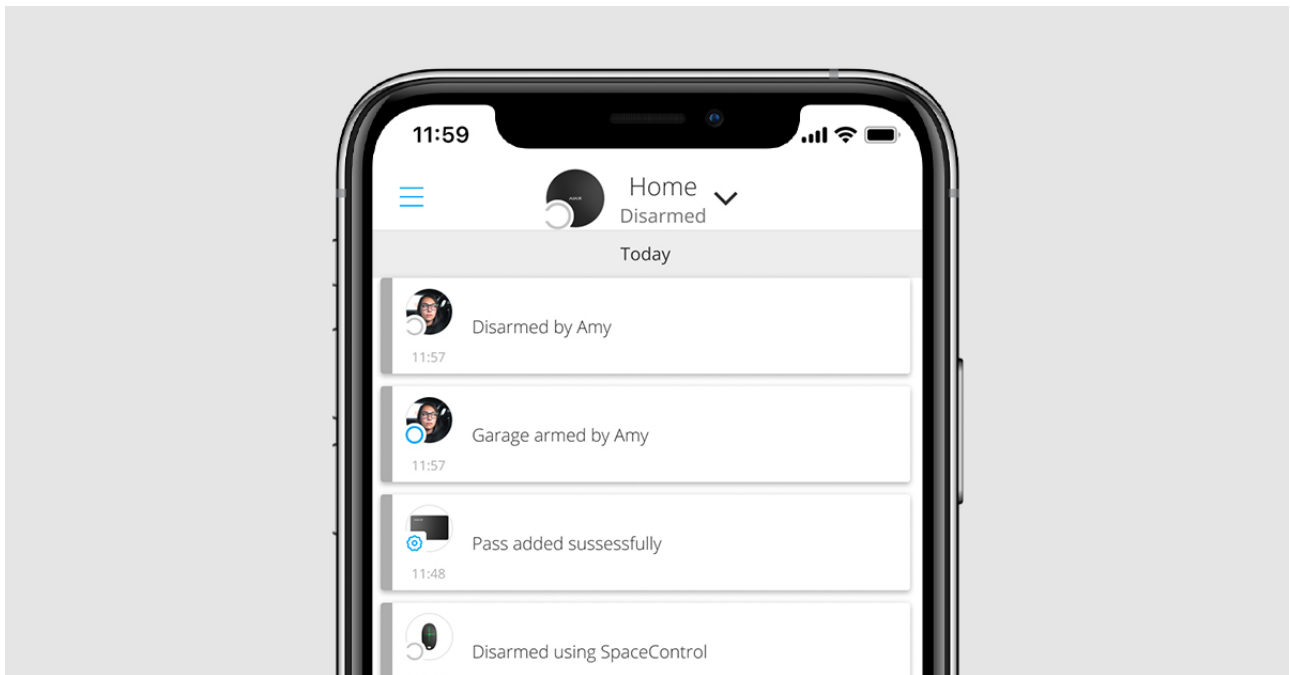 11:59
Home
Disarmed
Today
Disarmed by Amy
11:57
Garage armed by Amy
11:57
Pass added sussessfully
11:48
Disarmed using SpaceControl